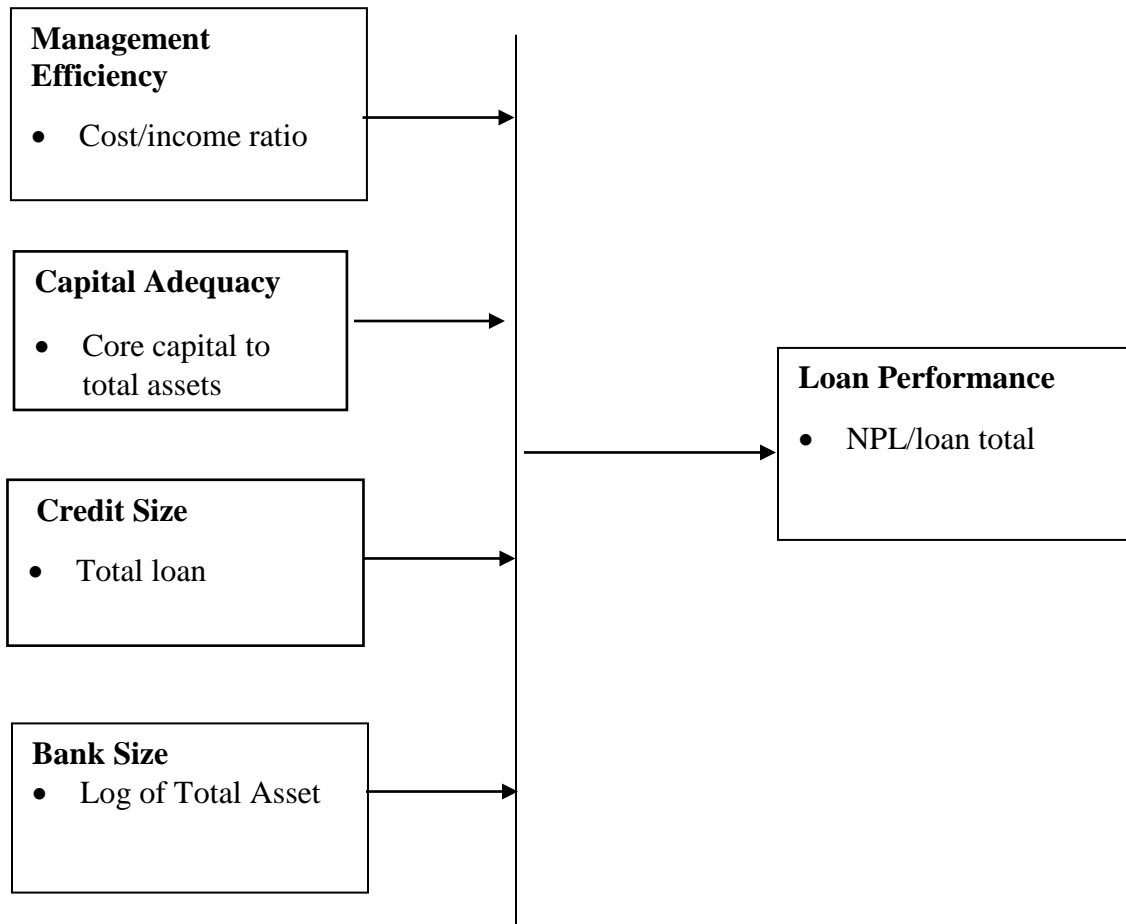 Management
Efficiency
• Cost/income ratio
Capital Adequacy
• Core capital to
total assets
Loan Performance
• NPL/loan total
Credit Size
• Total loan
Bank Size
• Log of Total Asset